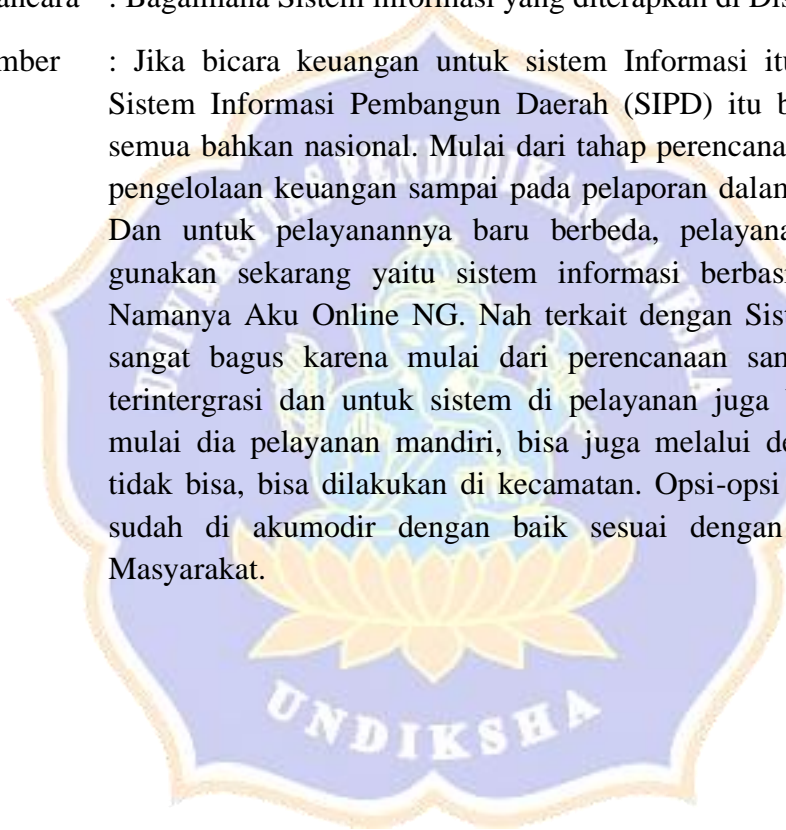 ancara : Bagaimana Sistem informasi yang diterapkan di Dis
mber : Jika bicara keuangan untuk sistem Informasi itu
Sistem Informasi Pembangun Daerah (SIPD) itu b
semua bahkan nasional. Mulai dari tahap perencana
pengelolaan keuangan sampai pada pelaporan dalam
Dan untuk pelayanannya baru berbeda, pelayana
gunakan sekarang yaitu sistem informasi berbasi
Namanya Aku Online NG. Nah terkait dengan Sist
sangat bagus karena mulai dari perencanaan sam
terintergrasi dan untuk sistem di pelayanan juga
mulai dia pelayanan mandiri, bisa juga melalui de
tidak bisa, bisa dilakukan di kecamatan. Opsi-opsi
sudah di akumodir dengan baik sesuai dengan
Masyarakat.
UNIVERSITAS PENDIDIKAN GANESHA
UNDIKSHA